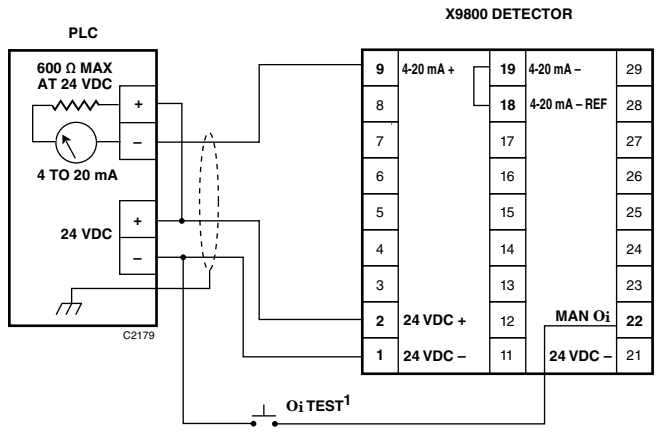 X9800 DETECTOR
PLC
600 Ω MAX
AT 24 VDC
+
–
4 TO 20 mA
24 VDC
+
–
C2179
9 4-20 mA + 19 4-20 mA – 29
8 18 4-20 mA – REF 28
7 17 27
6 16 26
5 15 25
4 14 24
3 13 23
2 24 VDC + 12 MAN Oi 22
1 24 VDC – 11 24 VDC – 21
Oi TEST1